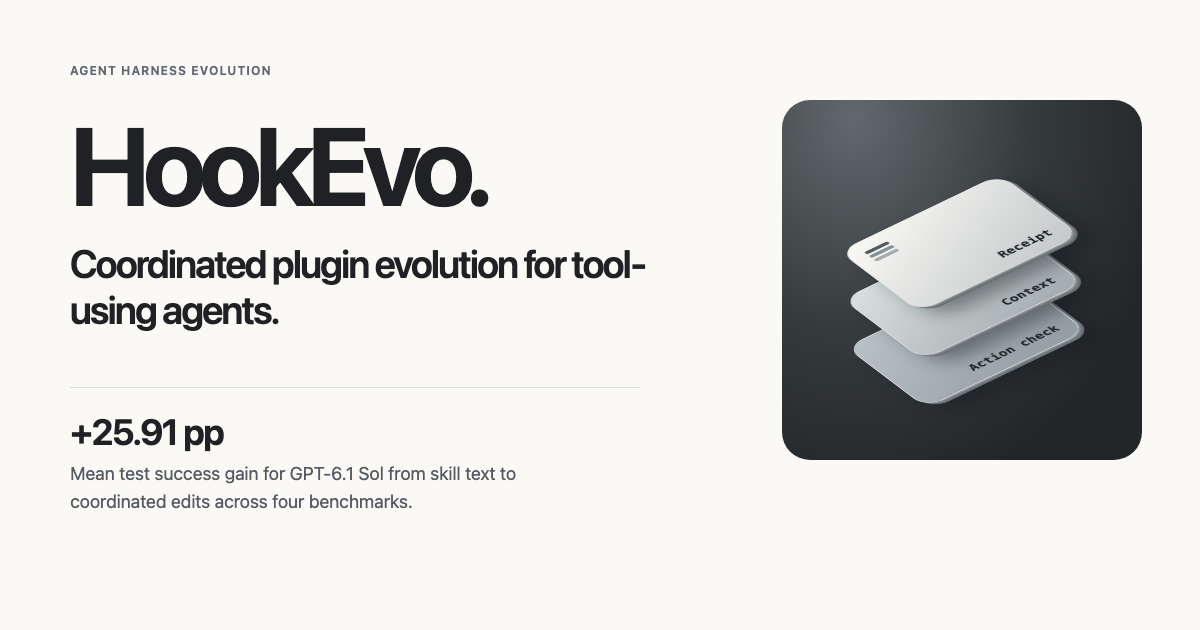 AGENT HARNESS EVOLUTION
HookEvo.
Coordinated plugin evolution for tool-
using agents.
+25.91 pp
Mean test success gain for GPT-6.1 Sol from skill text to
coordinated edits across four benchmarks.
Receipt
Context
Action check